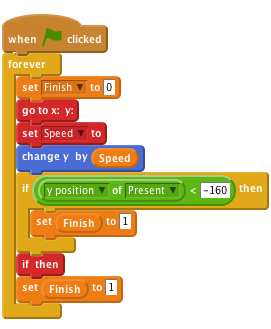 when clicked
forever
set Finish to 0
go to x: y:
set Speed to
change y by Speed
if y position of Present < -160 then
set Finish to 1
if then
set Finish to 1